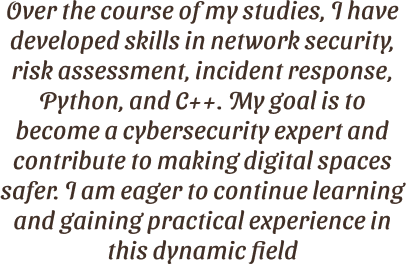 Over the course of my studies, I have
developed skills in network security,
risk assessment, incident response,
Python, and C++. My goal is to
become a cybersecurity expert and
contribute to making digital spaces
safer. I am eager to continue learning
and gaining practical experience in
this dynamic field